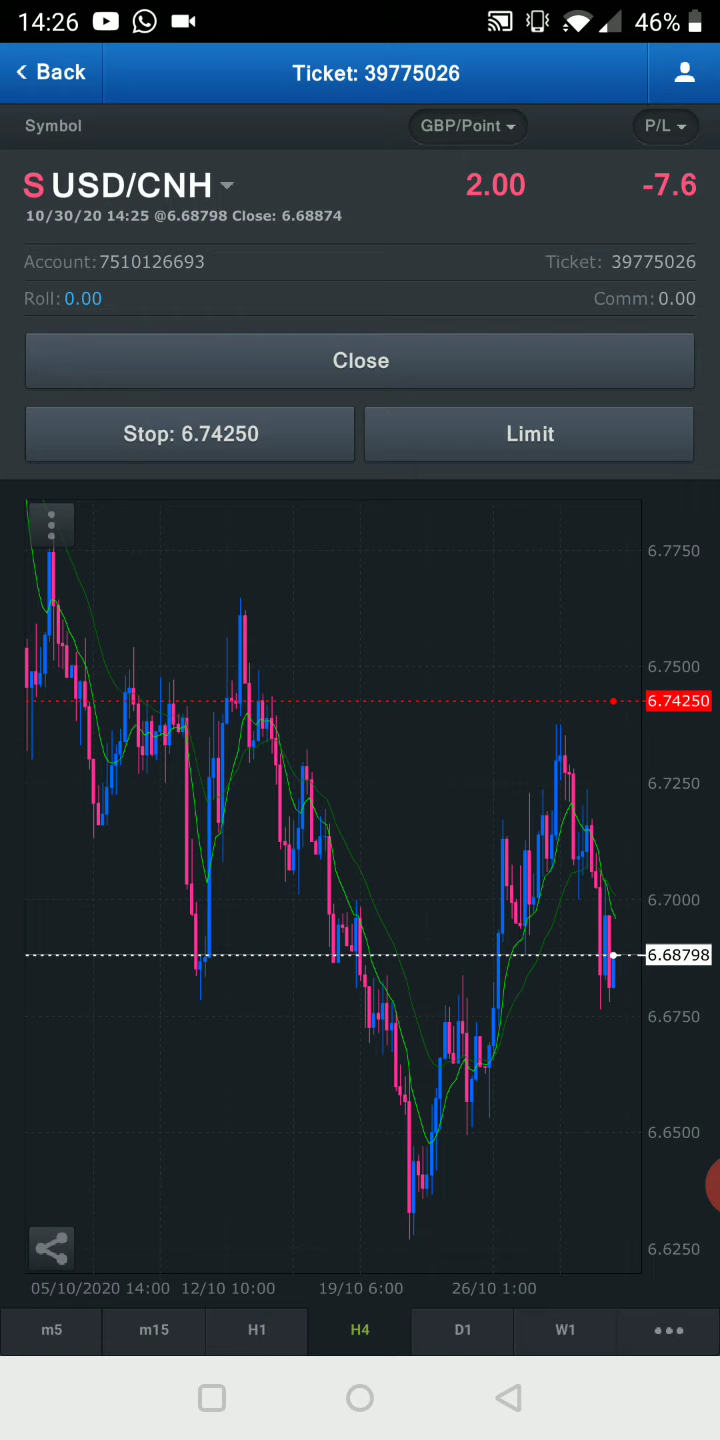 14:26 46%
Back Ticket: 39775026
Symbol GBP/Point P/L
S USD/CNH 2.00 -7.6
10/30/20 14:25 @6.68798 Close: 6.68874
Account: 7510126693 Ticket: 39775026
Roll: 0.00 Comm: 0.00
Close
Stop: 6.74250 Limit
6.7750
6.7500
6.74250
6.7250
6.7000
6.68798
6.6750
6.6500
6.6250
05/10/2020 14:00 12/10 10:00 19/10 6:00 26/10 1:00
m5 m15 H1 H4 D1 W1